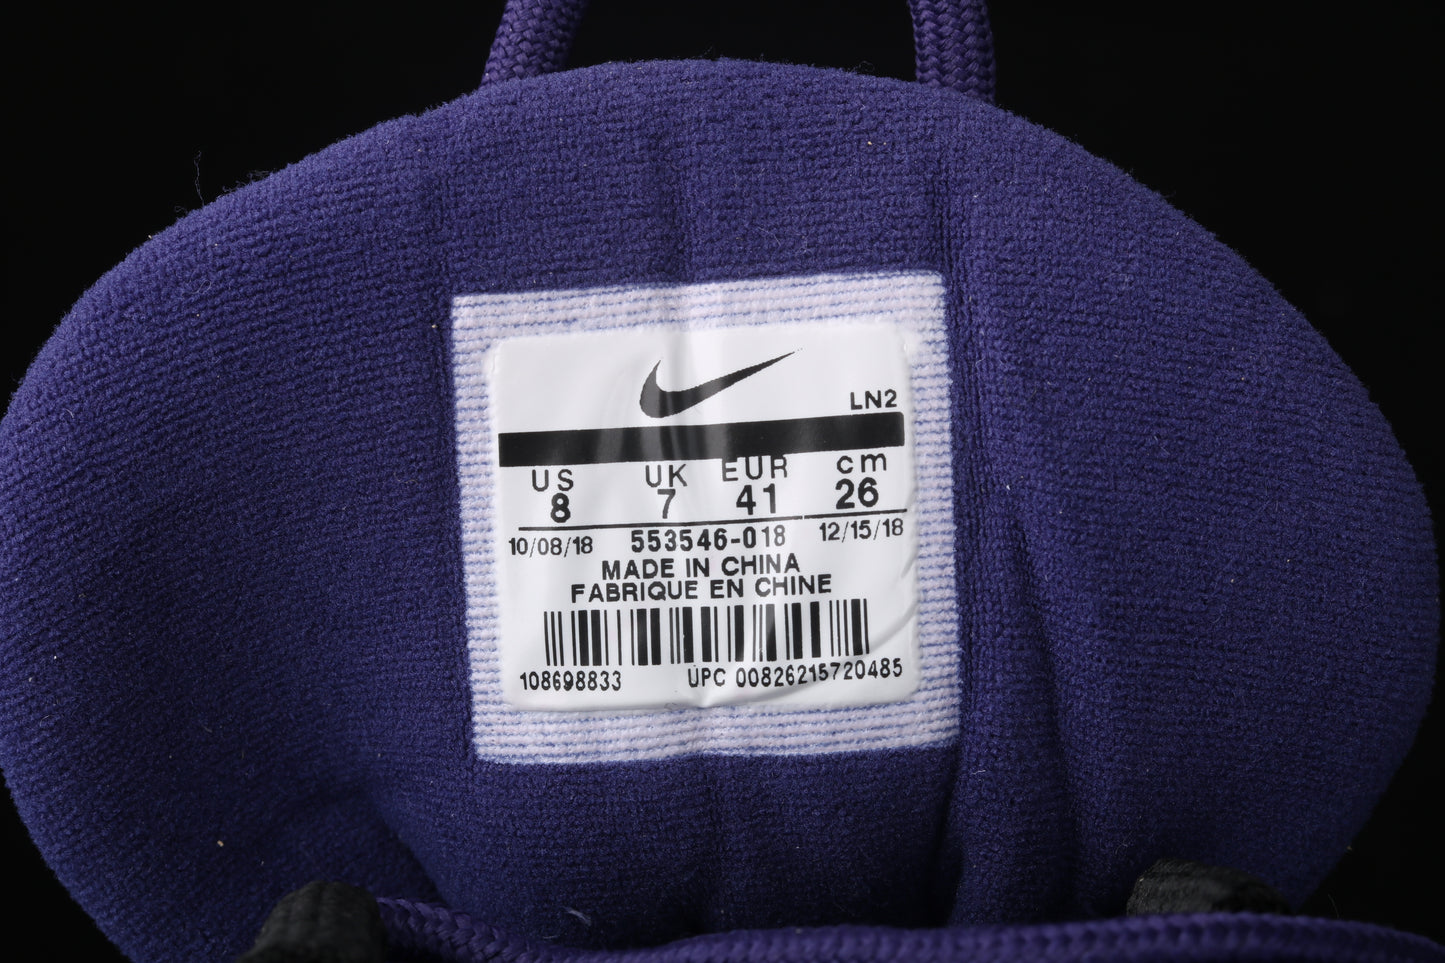 LN2
US UK EUR cm
8 7 41 26
10/08/18 553546-018 12/15/18
MADE IN CHINA
FABRIQUE EN CHINE
108698833 UPC 00826215720485